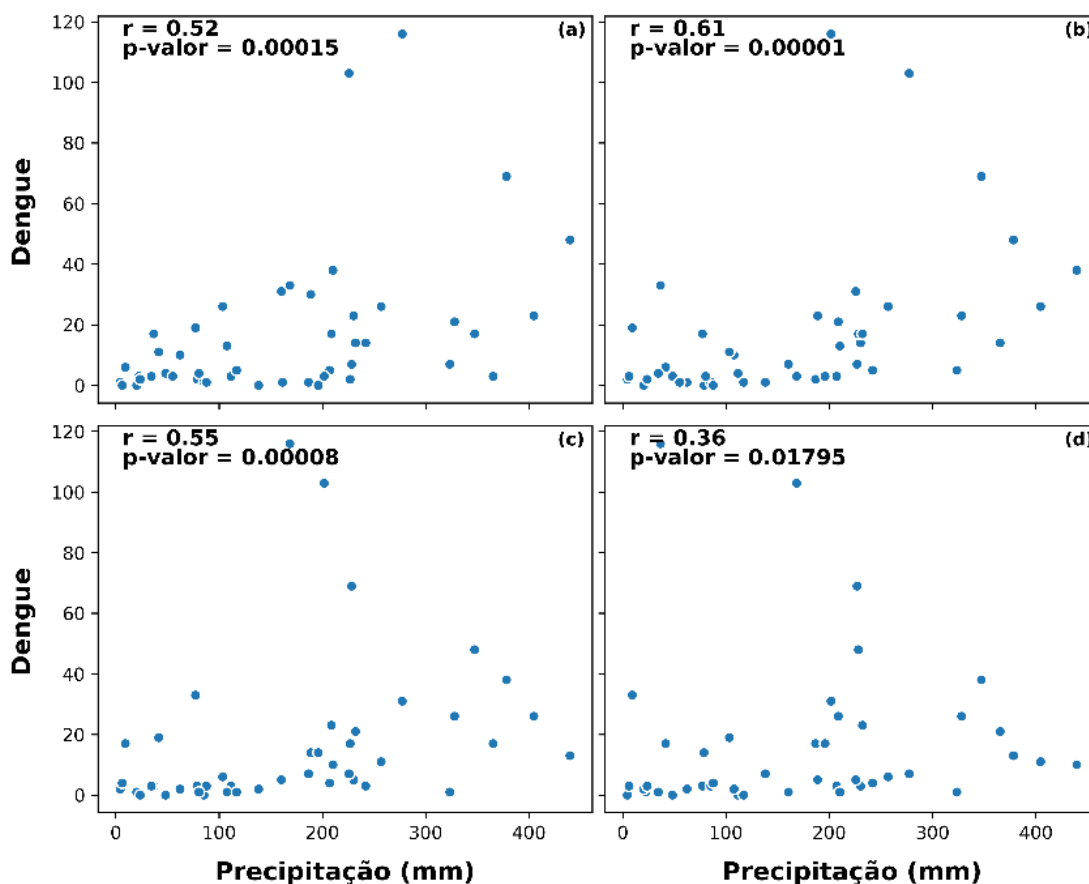 r = 0.52
p-valor = 0.00015
(a)
r = 0.61
p-valor = 0.00001
(b)
120
100
80
60
40
20
0
Dengue
r = 0.55
p-valor = 0.00008
(c)
r = 0.36
p-valor = 0.01795
(d)
120
100
80
60
40
20
0
Dengue
0 100 200 300 400
0 100 200 300 400
Precipitação (mm)
Precipitação (mm)